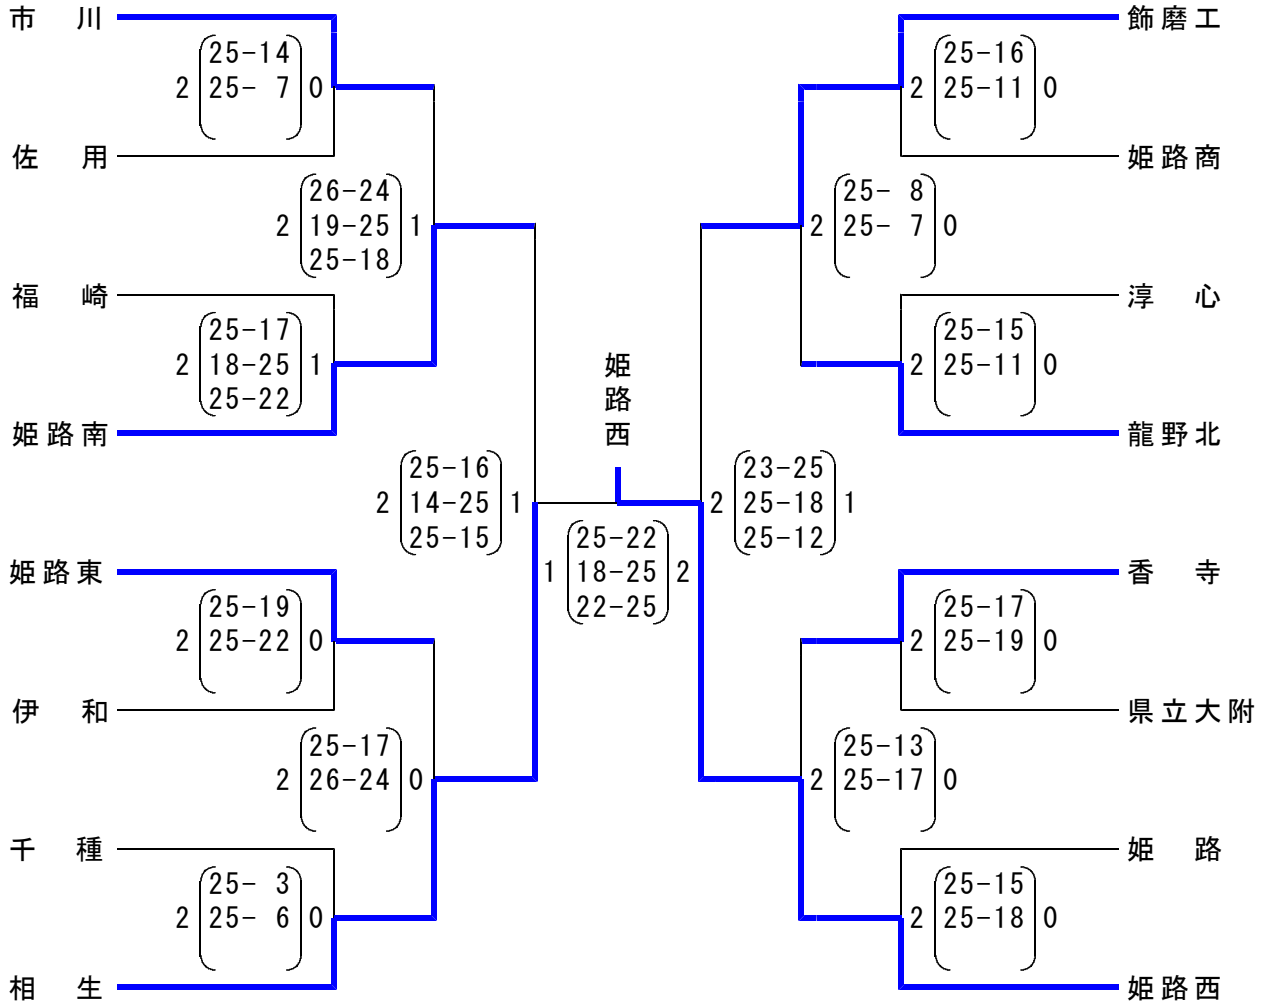 市 川
25-14
2 25- 7 0
佐 用
26-24
2 19-25 1
25-18
福 崎
25-17
2 18-25 1
25-22
姫路南
25-16
2 14-25 1
25-15
姫路東
25-19
2 25-22 0
伊 和
25-17
2 26-24 0
千 種
25- 3
2 25- 6 0
相 生
姫路西
25-22
1 18-25 2
22-25
飾磨工
25-16
2 25-11 0
姫路商
25- 8
2 25- 7 0
淳 心
25-15
2 25-11 0
龍野北
23-25
2 25-18 1
25-12
香 寺
25-17
2 25-19 0
県立大附
25-13
2 25-17 0
姫 路
25-15
2 25-18 0
姫路西